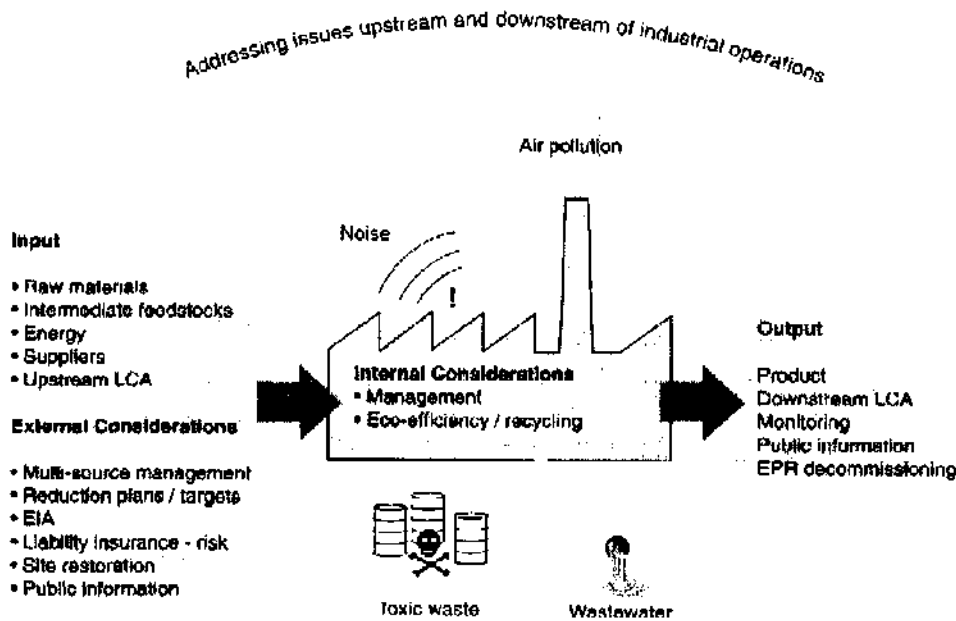 Addressing issues upstream and downstream of industrial operations
Air pollution
Noise
!
Input
• Raw materials
• Intermediate feedstocks
• Energy
• Suppliers
• Upstream LCA
External Considerations
• Multi-source management
• Reduction plans / targets
• EIA
• Liability insurance - risk
• Site restoration
• Public information
Internal Considerations
• Management
• Eco-efficiency / recycling
Output
Product
Downstream LCA
Monitoring
Public information
EPR decommissioning
Toxic waste
Wastewater